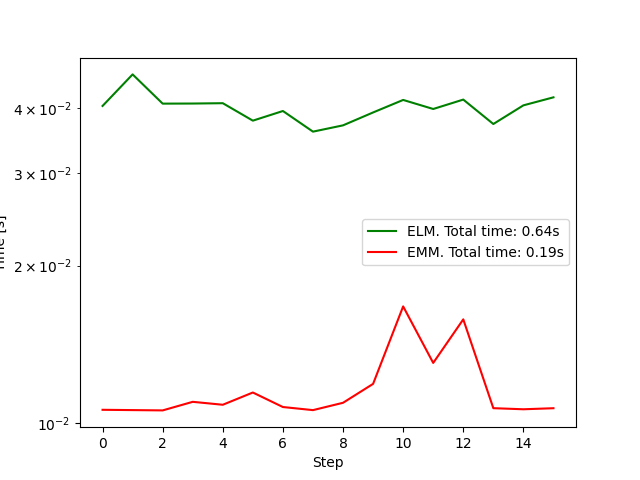 4 × 10⁻²
3 × 10⁻²
2 × 10⁻²
10⁻²
ELM. Total time: 0.64s
EMM. Total time: 0.19s
0 2 4 6 8 10 12 14
Step